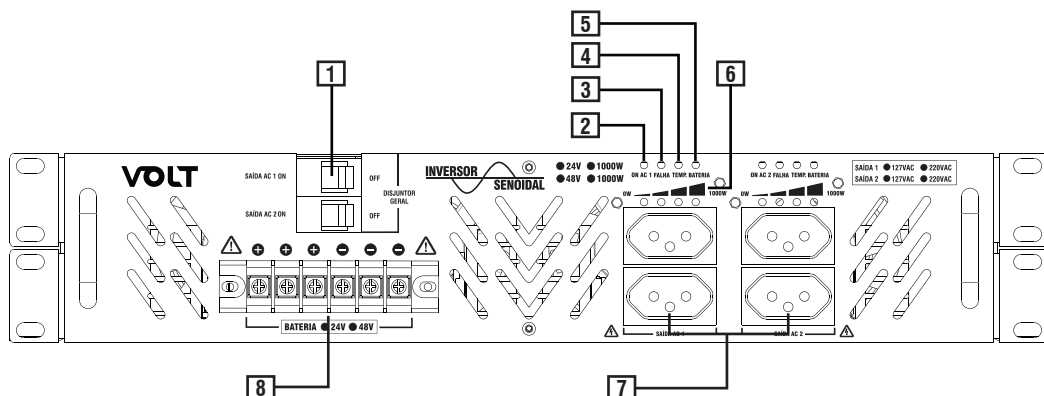 5
4
3
2
6
1
VOLT
SAÍDA AC 1 ON
OFF
SAÍDA AC 2 ON
OFF
DISJUNTOR
GERAL
INVERSOR
SENOIDAL
24V 1000W
48V 1000W
ON AC 1 FALHA TEMP. BATERIA
0W 1000W
ON AC 2 FALHA TEMP. BATERIA
0W 1000W
SAÍDA 1 127VAC 220VAC
SAÍDA 2 127VAC 220VAC
+ + + - - -
BATERIA 24V 48V
SAÍDA AC 1
SAÍDA AC 2
8
7